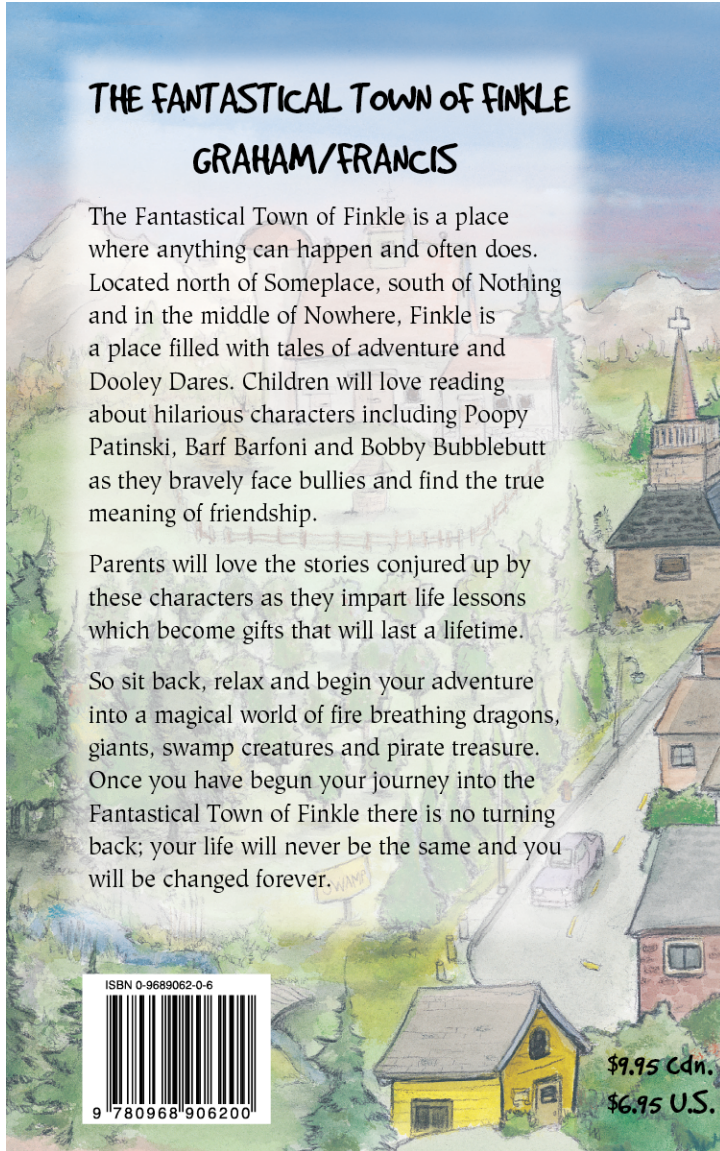 THE FANTASTICAL TOWN OF FINKLE
GRAHAM/FRANCIS
The Fantastical Town of Finkle is a place
where anything can happen and often does.
Located north of Someplace, south of Nothing
and in the middle of Nowhere, Finkle is
a place filled with tales of adventure and
Dooley Dares. Children will love reading
about hilarious characters including Poopy
Patinski, Barf Barfoni and Bobby Bubblebutt
as they bravely face bullies and find the true
meaning of friendship.
Parents will love the stories conjured up by
these characters as they impart life lessons
which become gifts that will last a lifetime.
So sit back, relax and begin your adventure
into a magical world of fire breathing dragons,
giants, swamp creatures and pirate treasure.
Once you have begun your journey into the
Fantastical Town of Finkle there is no turning
back; your life will never be the same and you
will be changed forever.
SWAMP
ISBN 0-9689062-0-6
9 780968 906200
$9.95 Cdn.
$6.95 U.S.